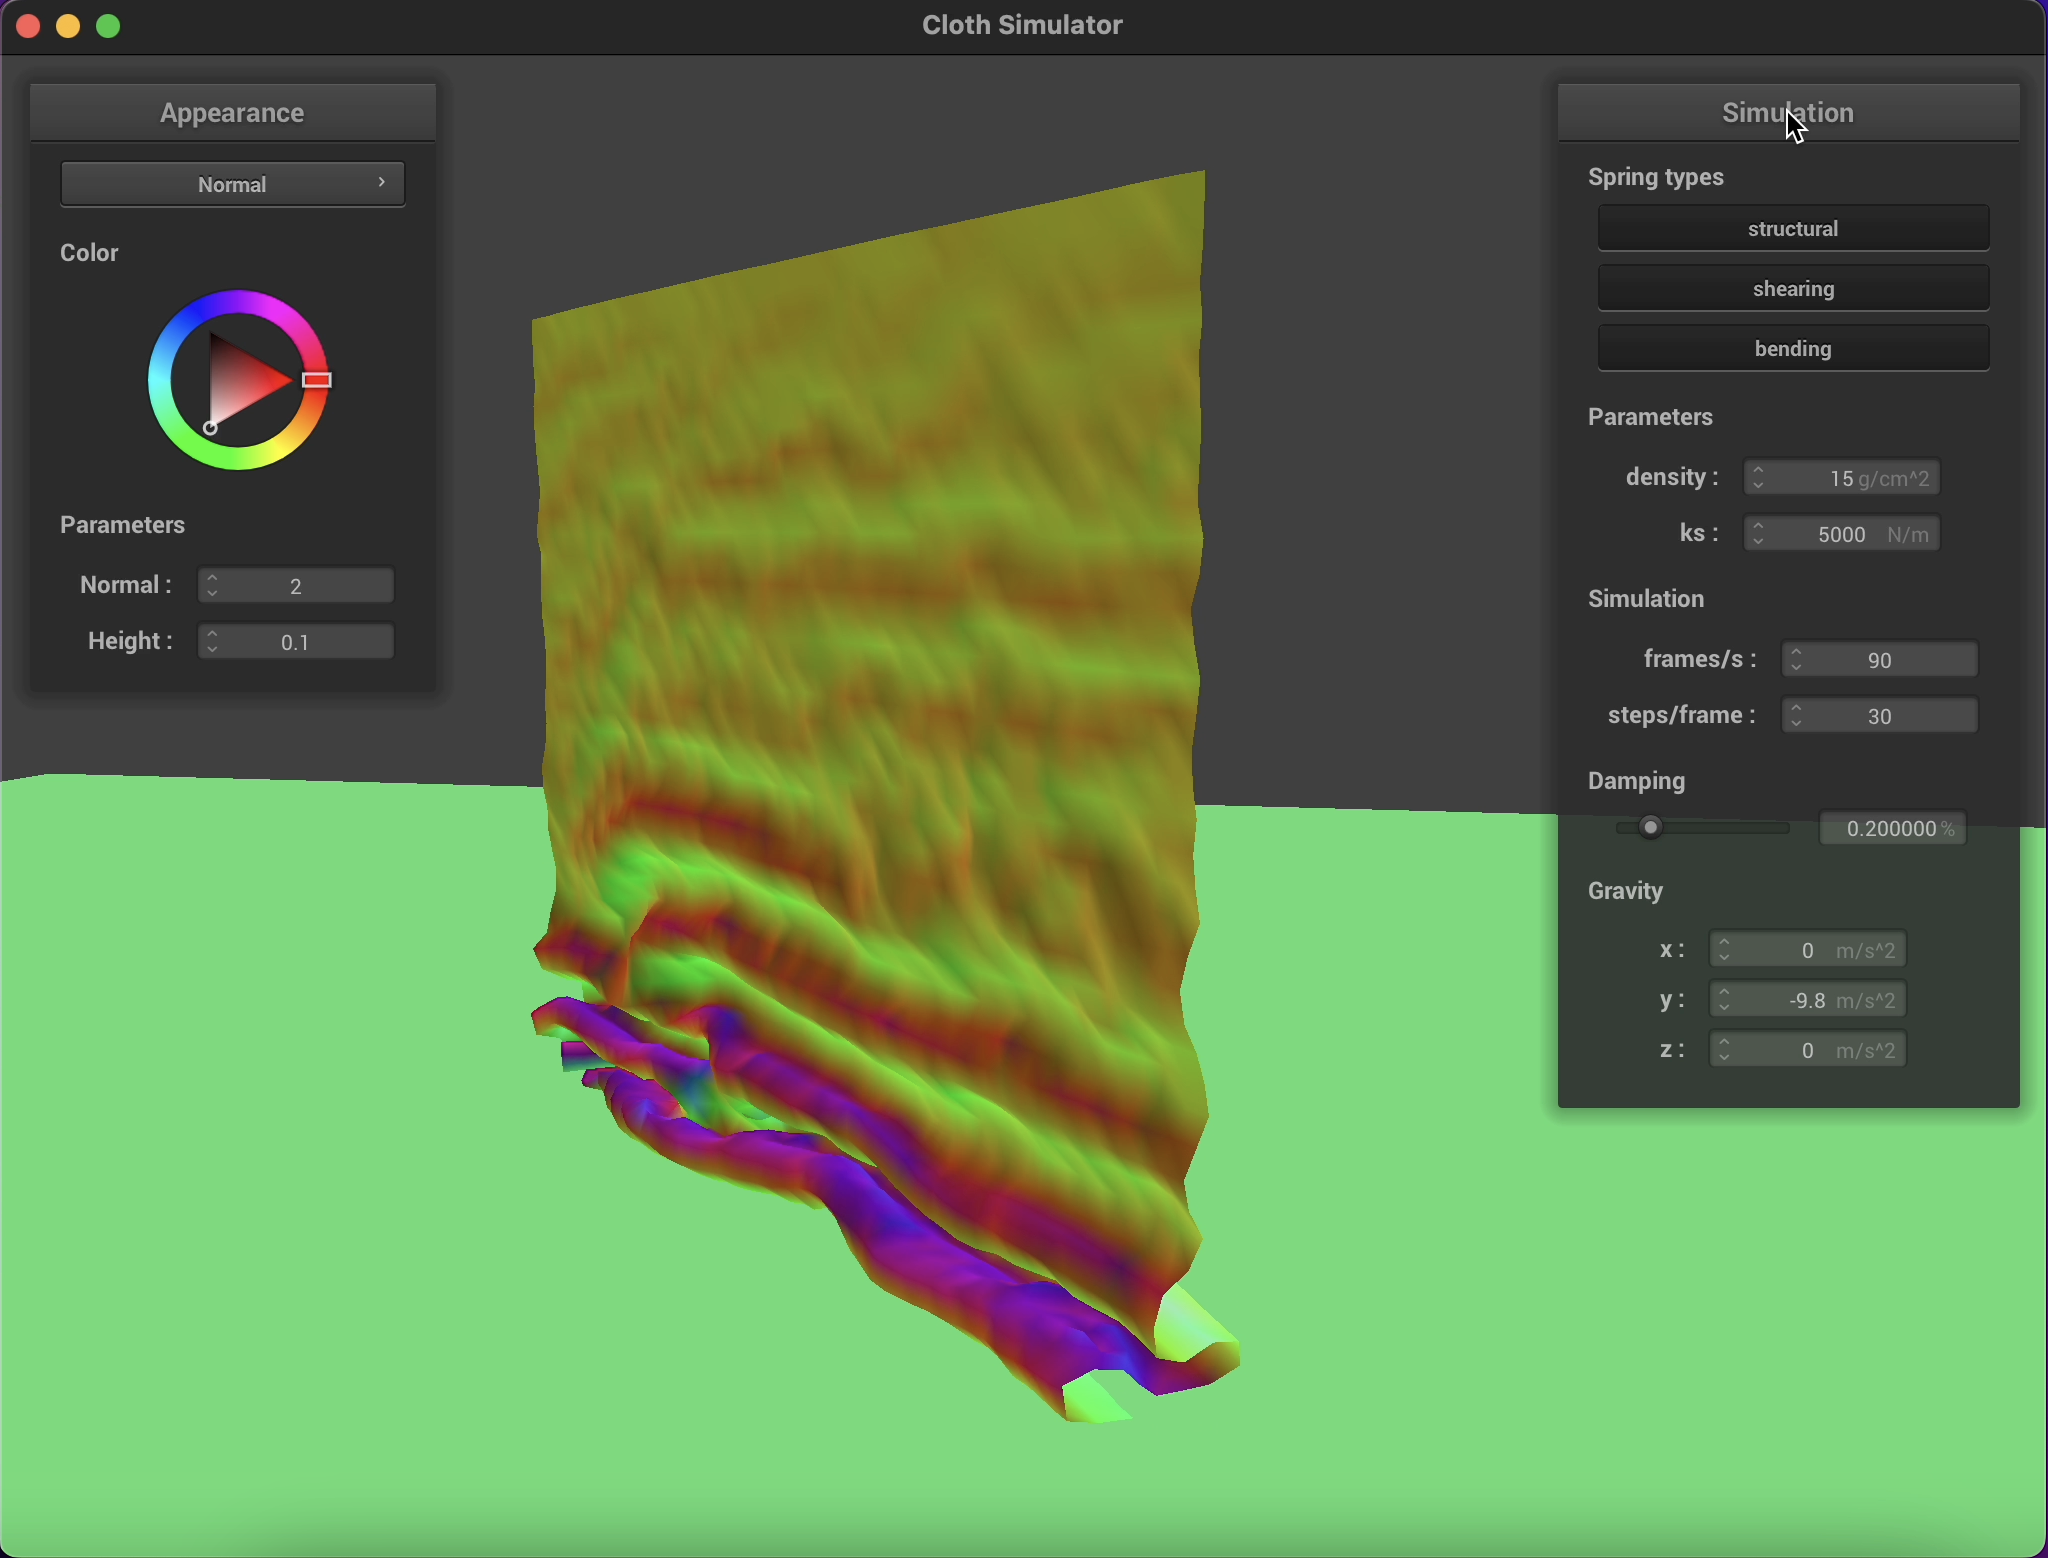 Cloth Simulator
Appearance
Normal
Color
Parameters
Normal : 2
Height : 0.1
Simulation
Spring types
structural
shearing
bending
Parameters
density : 15 g/cm^2
ks : 5000 N/m
Simulation
frames/s : 90
steps/frame : 30
Damping
0.200000 %
Gravity
x : 0 m/s^2
y : -9.8 m/s^2
z : 0 m/s^2